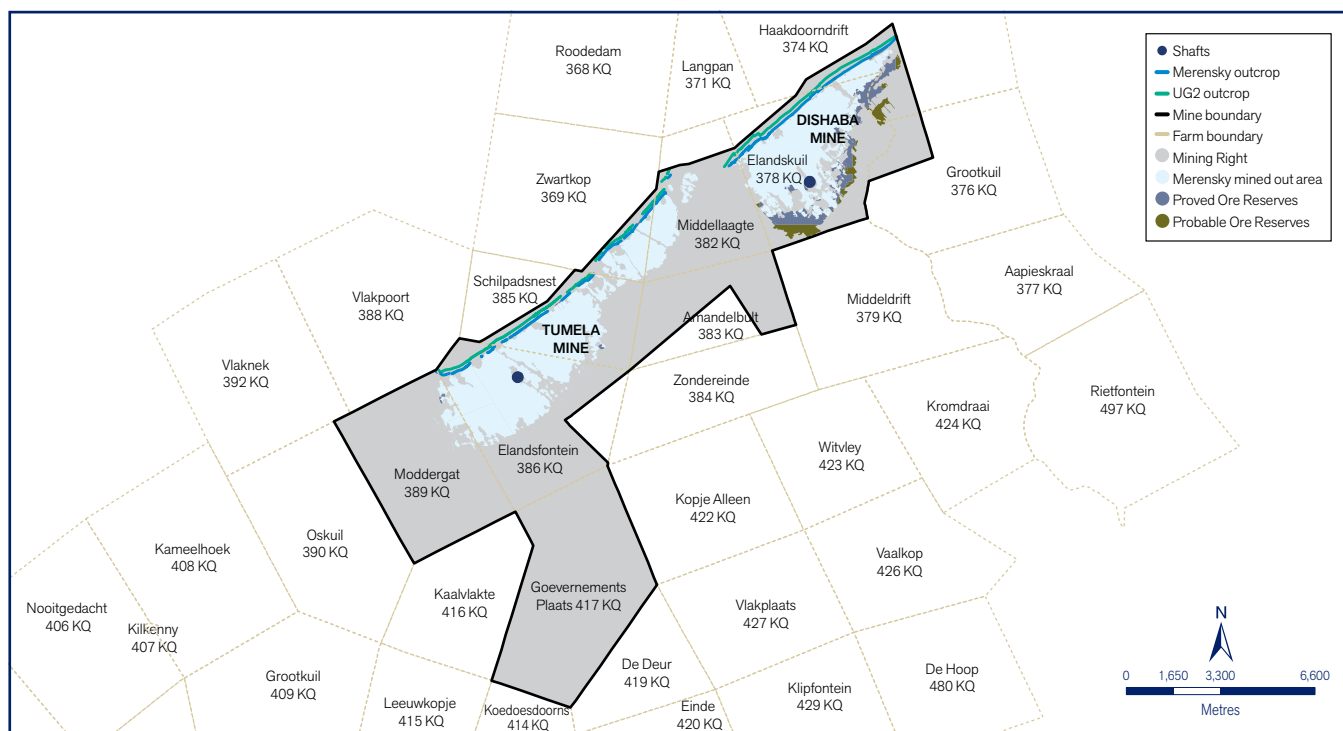 Haakdoorndrift
374 KQ
Roodedam
368 KQ
Langpan
371 KQ
Shafts
Merensky outcrop
UG2 outcrop
Mine boundary
Farm boundary
Mining Right
Merensky mined out area
Proved Ore Reserves
Probable Ore Reserves
DISHABA
MINE
Elandskuil
378 KQ
Grootkuil
376 KQ
Zwartkop
369 KQ
Middellaagte
382 KQ
Aapieskraal
377 KQ
Schilpadsnest
385 KQ
Vlakpoort
388 KQ
Middeldrift
379 KQ
Amandelbult
383 KQ
TUMELA
MINE
Vlaknek
392 KQ
Zondereinde
384 KQ
Rietfontein
497 KQ
Kromdraai
424 KQ
Witvley
423 KQ
Elandsfontein
386 KQ
Moddergat
389 KQ
Kopje Alleen
422 KQ
Oskuil
390 KQ
Kameelhoek
408 KQ
Vaalkop
426 KQ
Goevernements
Plaats 417 KQ
Kaalvlakte
416 KQ
Nooitgedacht
406 KQ
Kilkenny
407 KQ
Vlakplaats
427 KQ
De Deur
419 KQ
De Hoop
480 KQ
Grootkuil
409 KQ
Klipfontein
429 KQ
Leeuwkopje
415 KQ
Koedoesdoorns
414 KQ
Einde
420 KQ
N
0 1,650 3,300 6,600
Metres